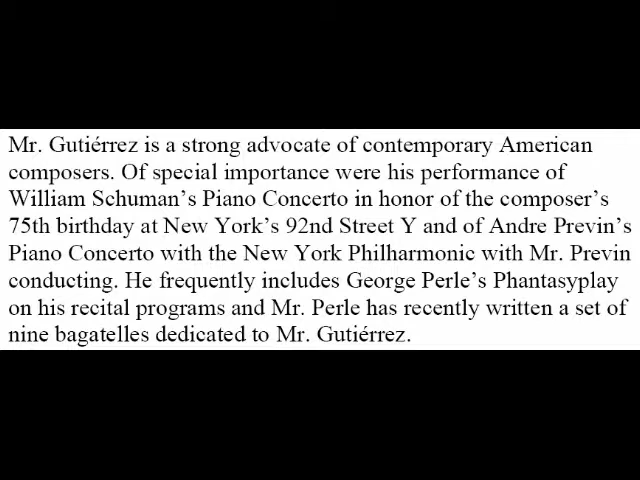 Mr. Gutiérrez is a strong advocate of contemporary American
composers. Of special importance were his performance of
William Schuman’s Piano Concerto in honor of the composer’s
75th birthday at New York’s 92nd Street Y and of Andre Previn’s
Piano Concerto with the New York Philharmonic with Mr. Previn
conducting. He frequently includes George Perle’s Phantasyplay
on his recital programs and Mr. Perle has recently written a set of
nine bagatelles dedicated to Mr. Gutiérrez.